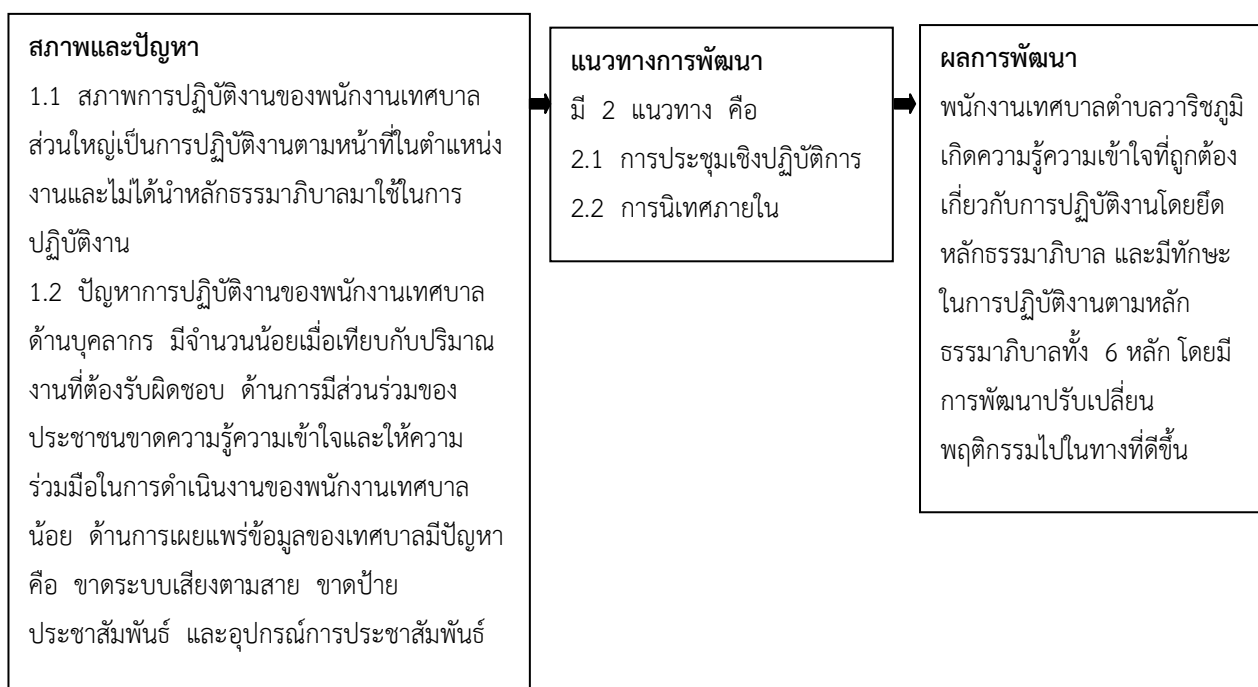 สภาพและปัญหา
1.1 สภาพการปฏิบัติงานของพนักงานเทศบาล
ส่วนใหญ่เป็นการปฏิบัติงานตามหน้าที่ในตำแหน่ง
งานและไม่ได้นำหลักธรรมาภิบาลมาใช้ในการ
ปฏิบัติงาน
1.2 ปัญหาการปฏิบัติงานของพนักงานเทศบาล
ด้านบุคลากร มีจำนวนน้อยเมื่อเทียบกับปริมาณ
งานที่ต้องรับผิดชอบ ด้านการมีส่วนร่วมของ
ประชาชนขาดความรู้ความเข้าใจและให้ความ
ร่วมมือในการดำเนินงานของพนักงานเทศบาล
น้อย ด้านการเผยแพร่ข้อมูลของเทศบาลมีปัญหา
คือ ขาดระบบเสียงตามสาย ขาดป้าย
ประชาสัมพันธ์ และอุปกรณ์การประชาสัมพันธ์
แนวทางการพัฒนา
มี 2 แนวทาง คือ
2.1 การประชุมเชิงปฏิบัติการ
2.2 การนิเทศภายใน
ผลการพัฒนา
พนักงานเทศบาลตำบลวาริชภูมิ
เกิดความรู้ความเข้าใจที่ถูกต้อง
เกี่ยวกับการปฏิบัติงานโดยยึด
หลักธรรมาภิบาล และมีทักษะ
ในการปฏิบัติงานตามหลัก
ธรรมาภิบาลทั้ง 6 หลัก โดยมี
การพัฒนาปรับเปลี่ยน
พฤติกรรมไปในทางที่ดีขึ้น